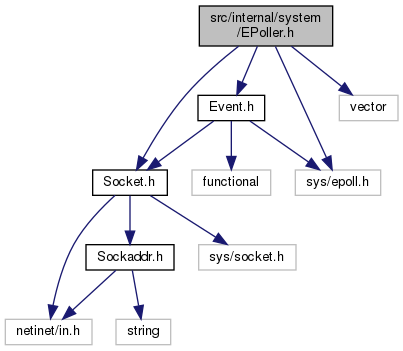 src/internal/system
/EPoller.h
Event.h
vector
Socket.h
functional
sys/epoll.h
Sockaddr.h
sys/socket.h
netinet/in.h
string